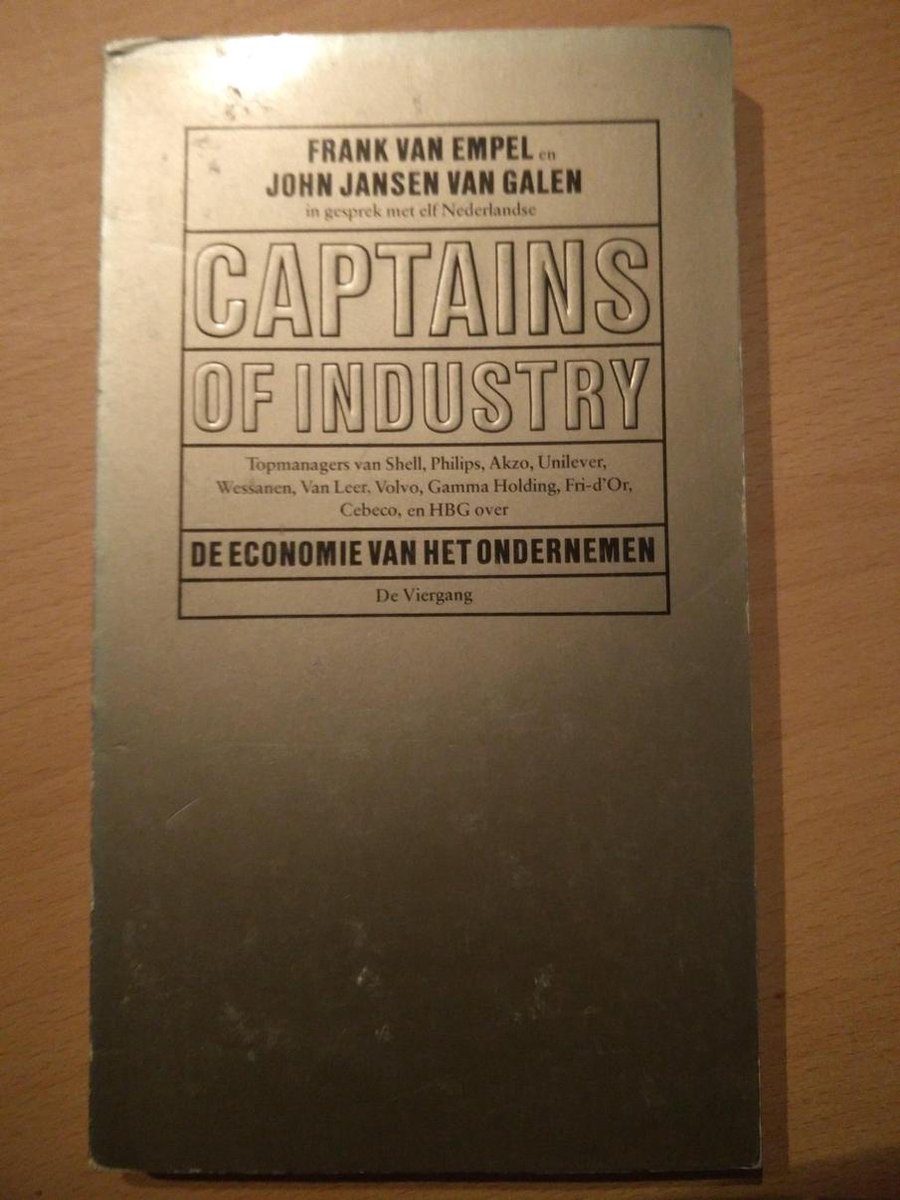 FRANK VAN EMPEL en
JOHN JANSEN VAN GALEN
in gesprek met elf Nederlandse
CAPTAINS
OF INDUSTRY
Topmanagers van Shell, Philips, Akzo, Unilever,
Wessanen, Van Leer, Volvo, Gamma Holding, Fri-d'Or,
Cebeco, en HBG over
DE ECONOMIE VAN HET ONDERNEMEN
De Viergang